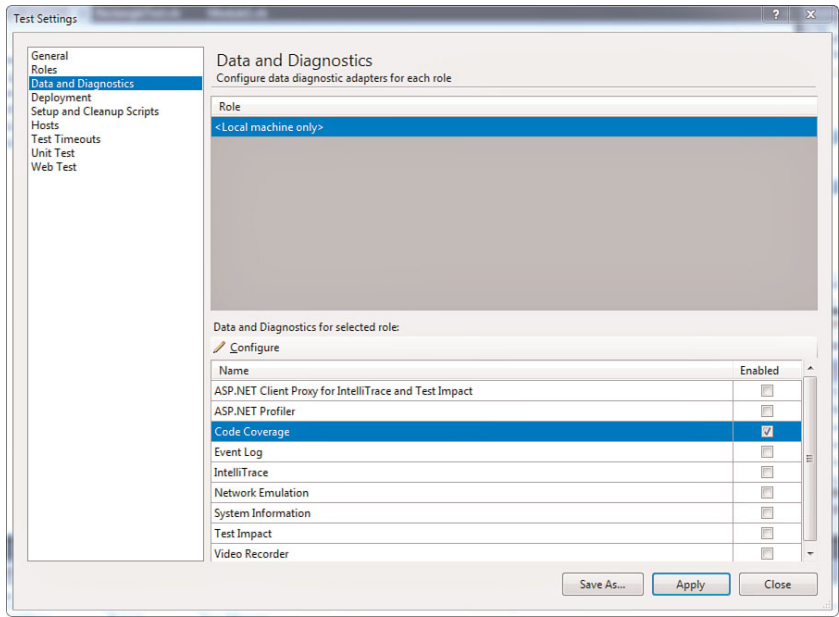 Test Settings
General
Roles
Data and Diagnostics
Deployment
Setup and Cleanup Scripts
Hosts
Test Timeouts
Unit Test
Web Test
Data and Diagnostics
Configure data diagnostic adapters for each role
Role
<Local machine only>
Data and Diagnostics for selected role:
Configure
Name Enabled
ASP.NET Client Proxy for IntelliTrace and Test Impact
ASP.NET Profiler
Code Coverage
Event Log
IntelliTrace
Network Emulation
System Information
Test Impact
Video Recorder
Save As... Apply Close